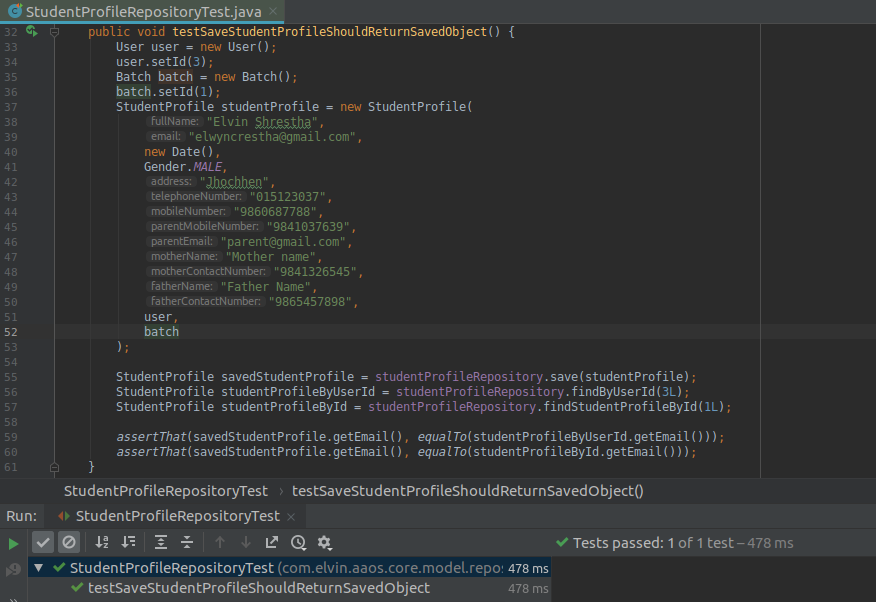 StudentProfileRepositoryTest.java ×
32 public void testSaveStudentProfileShouldReturnSavedObject() {
33 User user = new User();
34 user.setId(3);
35 Batch batch = new Batch();
36 batch.setId(1);
37 StudentProfile studentProfile = new StudentProfile(
38 fullName: "Elvin Shrestha",
39 email: "elwyncrestha@gmail.com",
40 new Date(),
41 Gender.MALE,
42 address: "Jhochhen",
43 telephoneNumber: "015123037",
44 mobileNumber: "9860687788",
45 parentMobileNumber: "9841037639",
46 parentEmail: "parent@gmail.com",
47 motherName: "Mother name",
48 motherContactNumber: "9841326545",
49 fatherName: "Father Name",
50 fatherContactNumber: "9865457898",
51 user,
52 batch
53 );
54
55 StudentProfile savedStudentProfile = studentProfileRepository.save(studentProfile);
56 StudentProfile studentProfileByUserId = studentProfileRepository.findByUserId(3L);
57 StudentProfile studentProfileById = studentProfileRepository.findStudentProfileById(1L);
58
59 assertThat(savedStudentProfile.getEmail(), equalTo(studentProfileByUserId.getEmail()));
60 assertThat(savedStudentProfile.getEmail(), equalTo(studentProfileById.getEmail()));
61 }
StudentProfileRepositoryTest › testSaveStudentProfileShouldReturnSavedObject()
Run: StudentProfileRepositoryTest ×
Tests passed: 1 of 1 test – 478 ms
StudentProfileRepositoryTest (com.elvin.aaos.core.model.repos 478 ms
testSaveStudentProfileShouldReturnSavedObject 478 ms